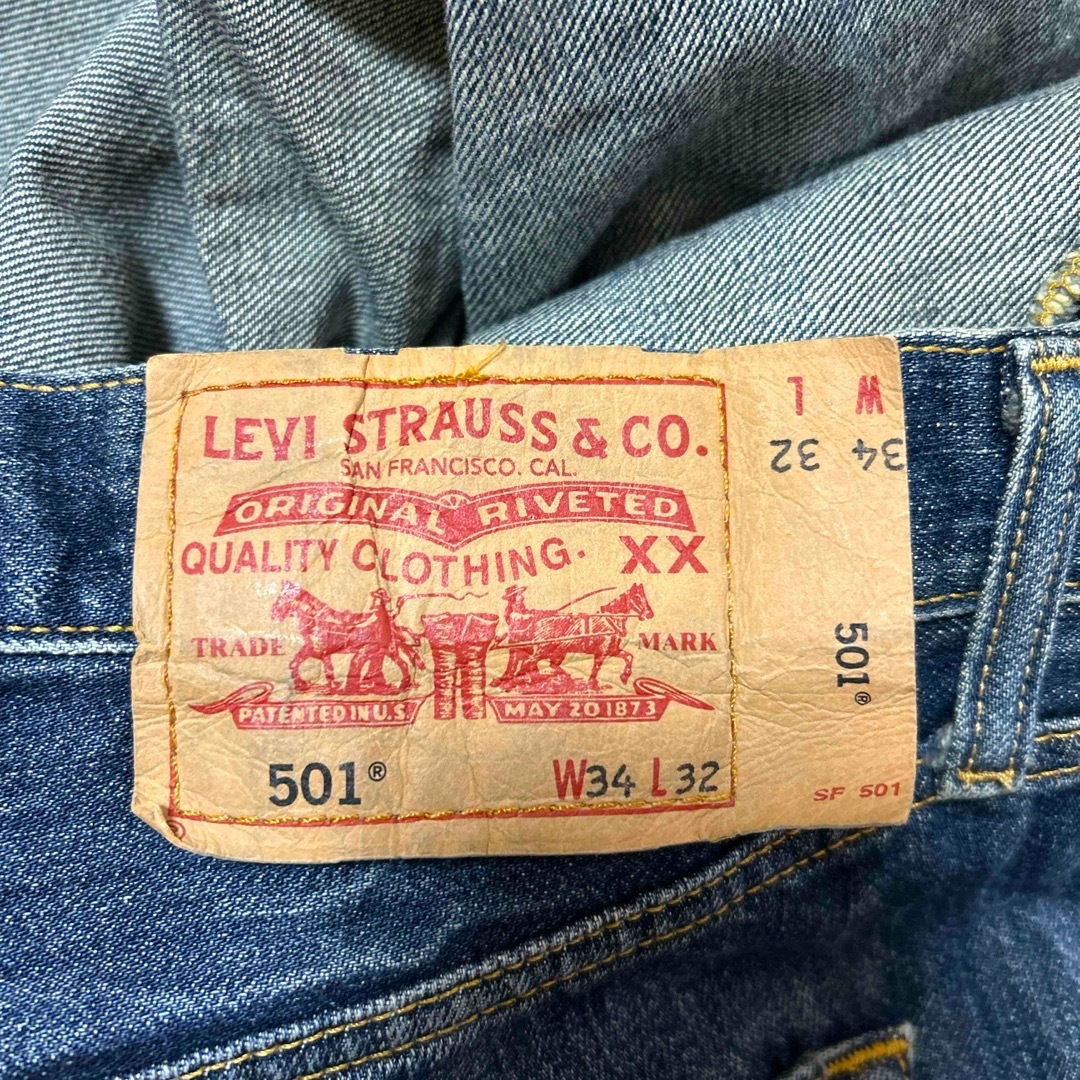 LEVI STRAUSS & CO.
SAN FRANCISCO, CAL.
ORIGINAL RIVETED
QUALITY CLOTHING. XX
TRADE MARK
PATENTED IN U.S. MAY 20 1873
501® W34 L32
®
L W
32 34
501®
SF 501